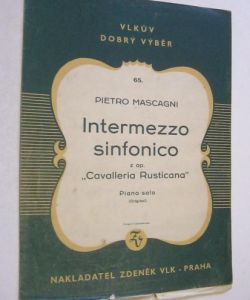 VLKŮV
DOBRÝ VÝBĚR
65.
PIETRO MASCAGNI
Intermezzo
sinfonico
z op.
„Cavalleria Rusticana"
Piano solo
(Original)
NAKLADATEL ZDENĚK VLK - PRAHA